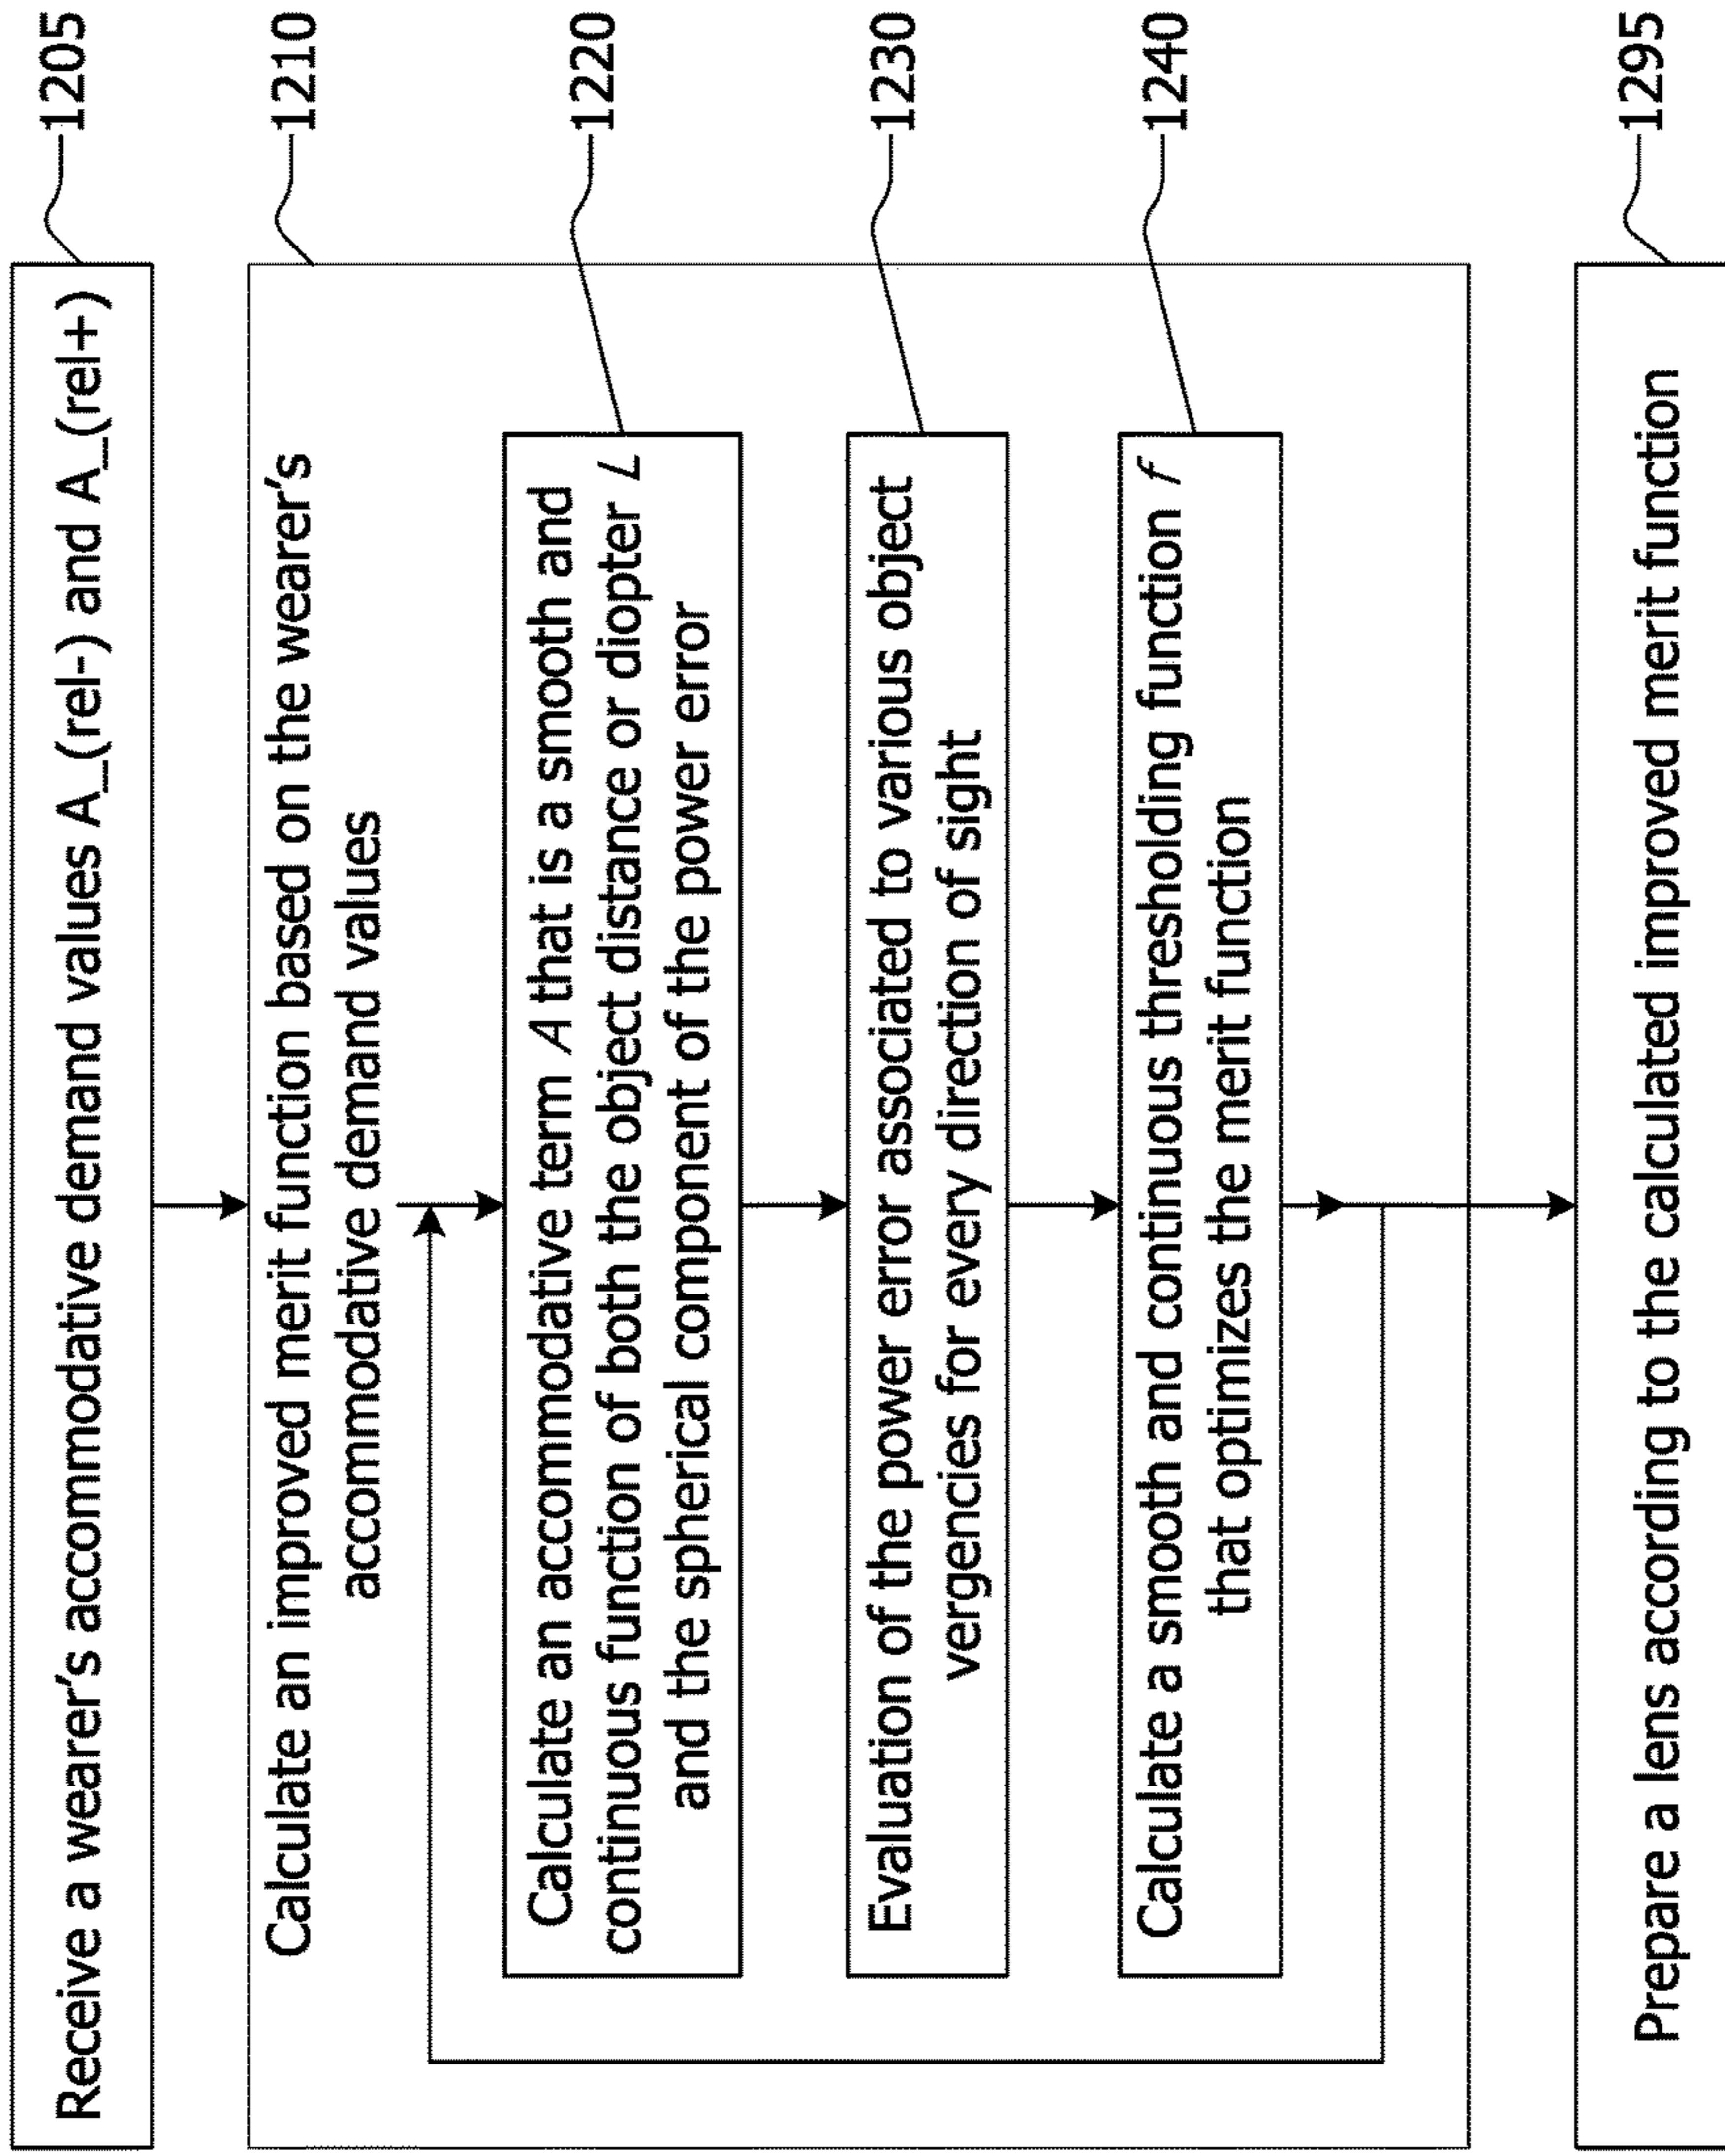 Receive a wearer's accommodative demand values A_(rel-) and A_(rel+)
1205
Calculate an improved merit function based on the wearer's
accommodative demand values
1210
Calculate an accommodative term A that is a smooth and
continuous function of both the object distance or diopter L
and the spherical component of the power error
1220
Evaluation of the power error associated to various object
vergencies for every direction of sight
1230
Calculate a smooth and continuous thresholding function f
that optimizes the merit function
1240
Prepare a lens according to the calculated improved merit function
1295